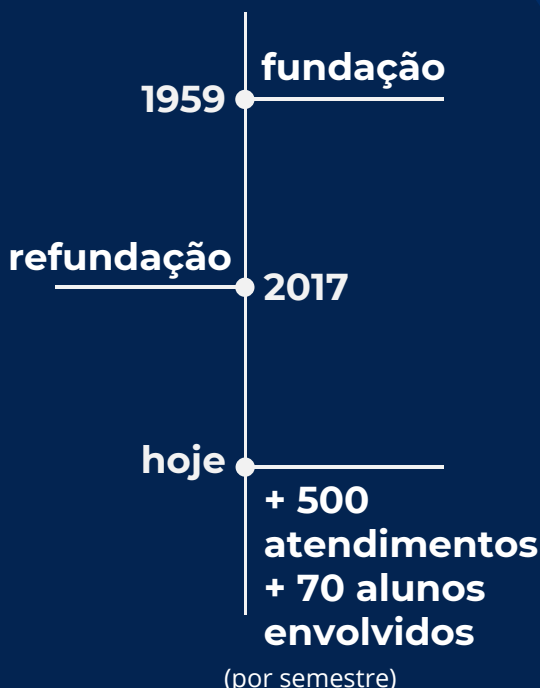 fundação
1959
refundação
2017
hoje
+ 500
atendimentos
+ 70 alunos
envolvidos
(por semestre)